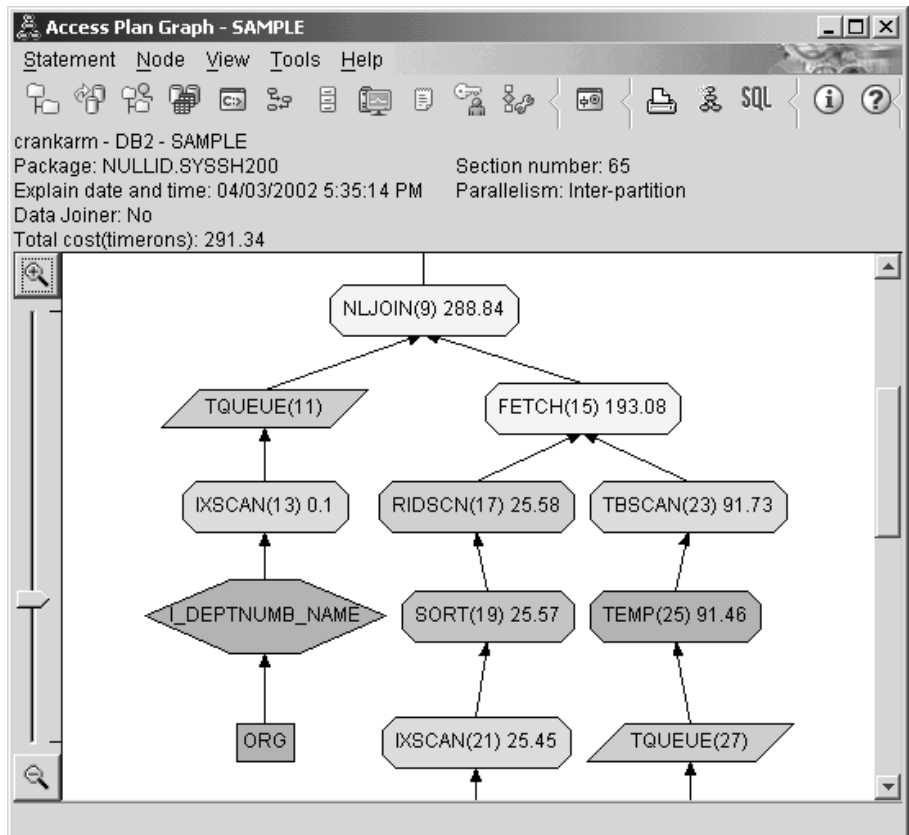 Access Plan Graph - SAMPLE
Statement Node View Tools Help
C:\ SQL
crankarm - DB2 - SAMPLE
Package: NULLID.SYSSH200 Section number: 65
Explain date and time: 04/03/2002 5:35:14 PM Parallelism: Inter-partition
Data Joiner: No
Total cost(timerons): 291.34
NLJOIN(9) 288.84
TQUEUE(11) FETCH(15) 193.08
IXSCAN(13) 0.1 RIDSCN(17) 25.58 TBSCAN(23) 91.73
I_DEPTNUMB_NAME SORT(19) 25.57 TEMP(25) 91.46
ORG IXSCAN(21) 25.45 TQUEUE(27)